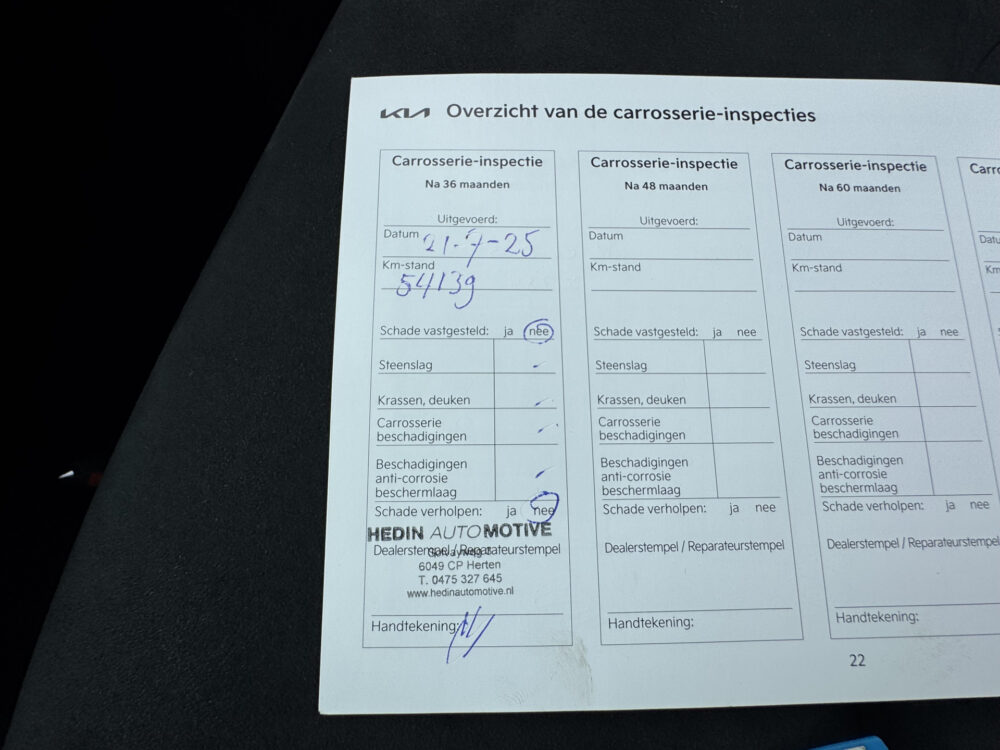 KIA Overzicht van de carrosserie-inspecties
Carrosserie-inspectie
Na 36 maanden
Uitgevoerd:
Datum 21-7-25
Km-stand
54139
Schade vastgesteld: ja nee
Steenslag
Krassen, deuken
Carrosserie
beschadigingen
Beschadigingen
anti-corrosie
beschermlaag
Schade verholpen: ja nee
HEDIN AUTOMOTIVE
Dealerstempel / Reparateurstempel
6049 CP Herten
T. 0475 327 645
www.hedinautomotive.nl
Handtekening:
Carrosserie-inspectie
Na 48 maanden
Uitgevoerd:
Datum
Km-stand
Schade vastgesteld: ja nee
Steenslag
Krassen, deuken
Carrosserie
beschadigingen
Beschadigingen
anti-corrosie
beschermlaag
Schade verholpen: ja nee
Dealerstempel / Reparateurstempel
Handtekening:
Carrosserie-inspectie
Na 60 maanden
Uitgevoerd:
Datum
Km-stand
Schade vastgesteld: ja nee
Steenslag
Krassen, deuken
Carrosserie
beschadigingen
Beschadigingen
anti-corrosie
beschermlaag
Schade verholpen: ja nee
Dealerstempel / Reparateurstempel
Handtekening:
Carr
Datu
Km
22